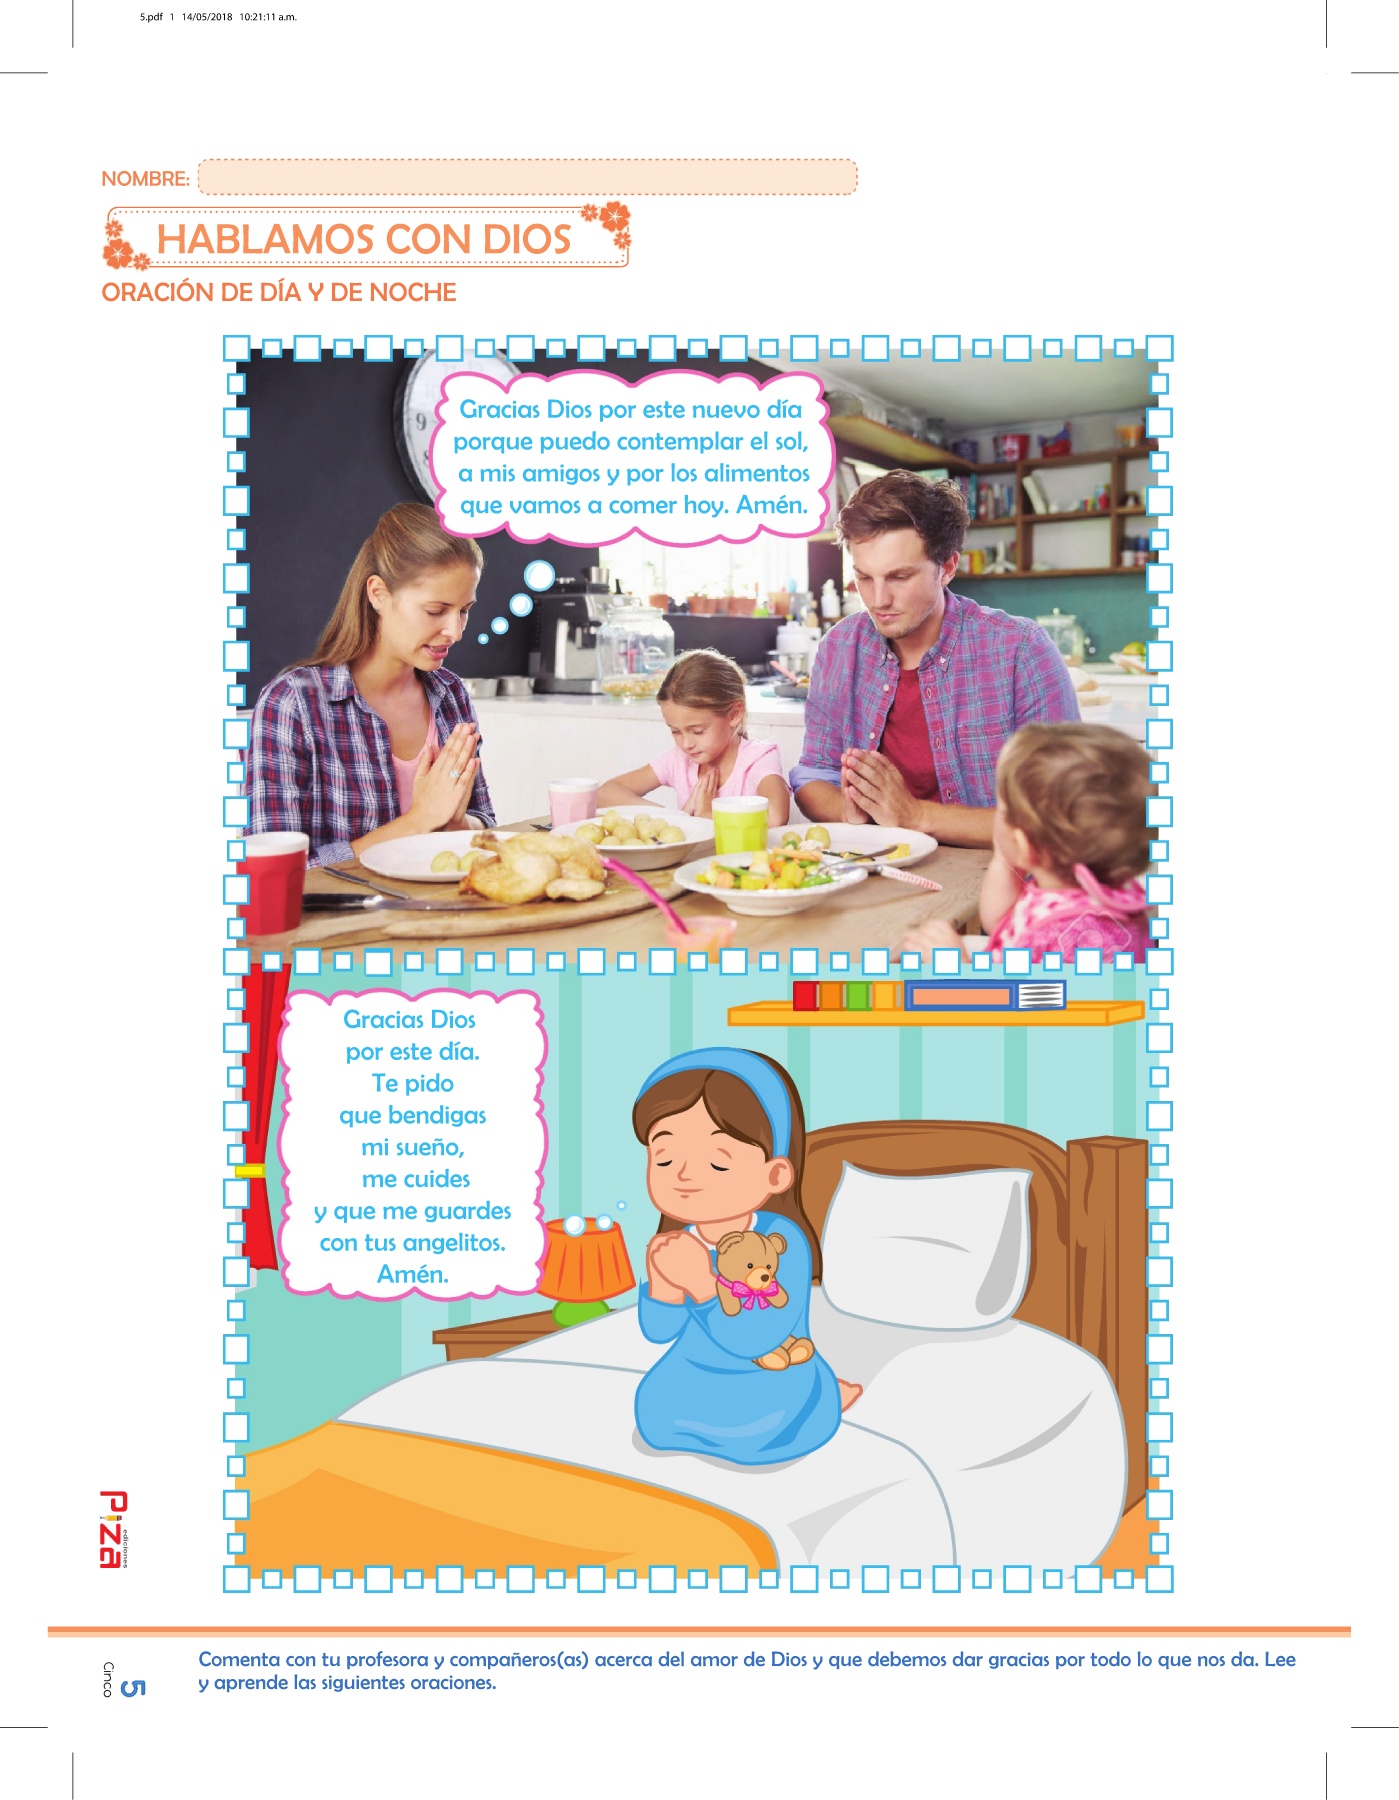 5.pdf 1 14/05/2018 10:21:11 a.m.
NOMBRE:
HABLAMOS CON DIOS
ORACIÓN DE DÍA Y DE NOCHE
9
Gracias Dios por este nuevo día
porque puedo contemplar el sol,
a mis amigos y por los alimentos
que vamos a comer hoy. Amén.
Gracias Dios
por este día.
Te pido
que bendigas
mi sueño,
me cuides
y que me guardes
con tus angelitos.
Amén.
Piza
ediciones
5
Cinco
Comenta con tu profesora y compañeros(as) acerca del amor de Dios y que debemos dar gracias por todo lo que nos da. Lee
y aprende las siguientes oraciones.